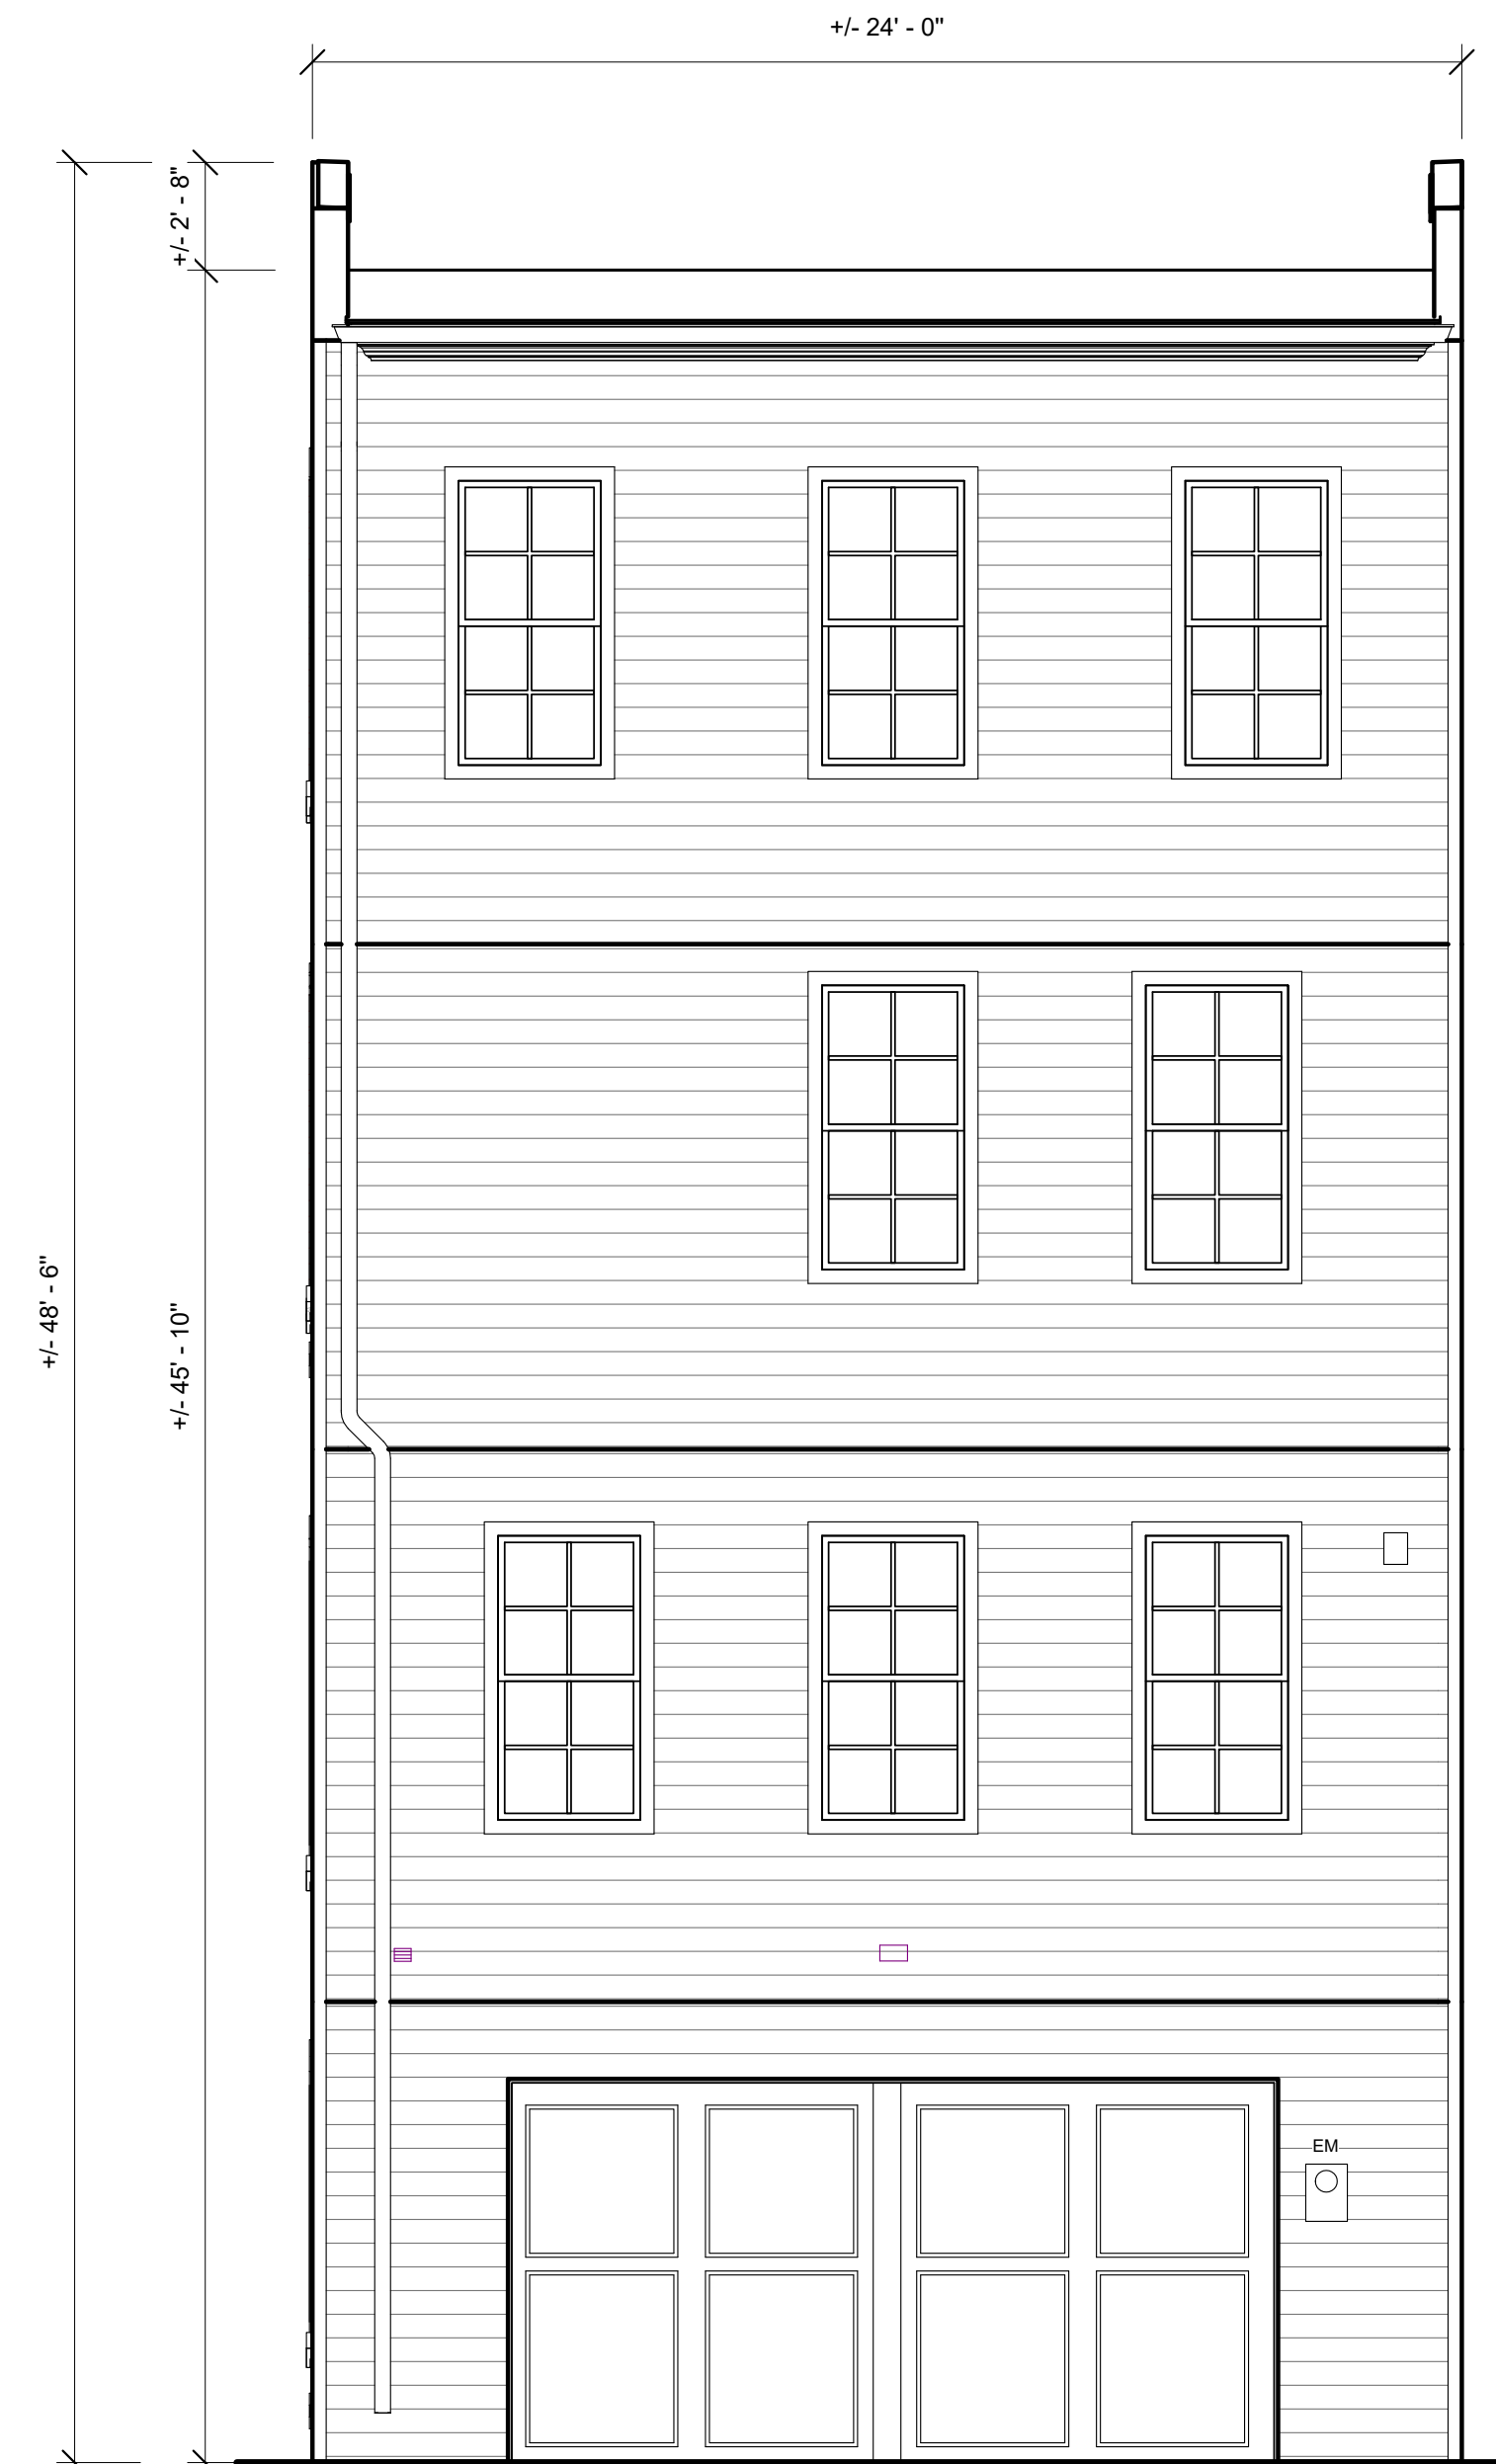 +/- 24' - 0"
+/- 2' - 8"
+/- 48' - 6"
+/- 45' - 10"
EM